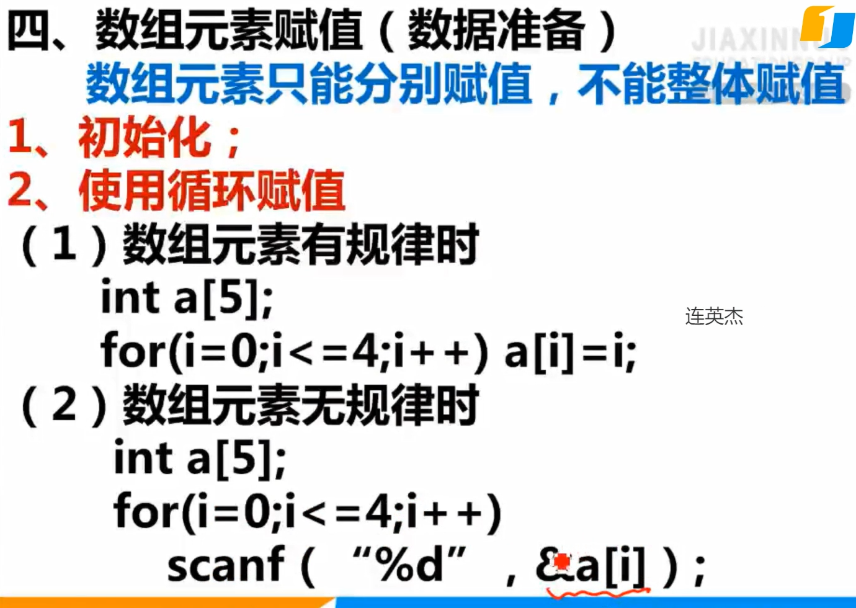 四、数组元素赋值（数据准备）
数组元素只能分别赋值，不能整体赋值
1、初始化；
2、使用循环赋值
（1）数组元素有规律时
int a[5];
for(i=0;i<=4;i++) a[i]=i;
连英杰
（2）数组元素无规律时
int a[5];
for(i=0;i<=4;i++)
scanf（ “%d” ，&a[i]）;